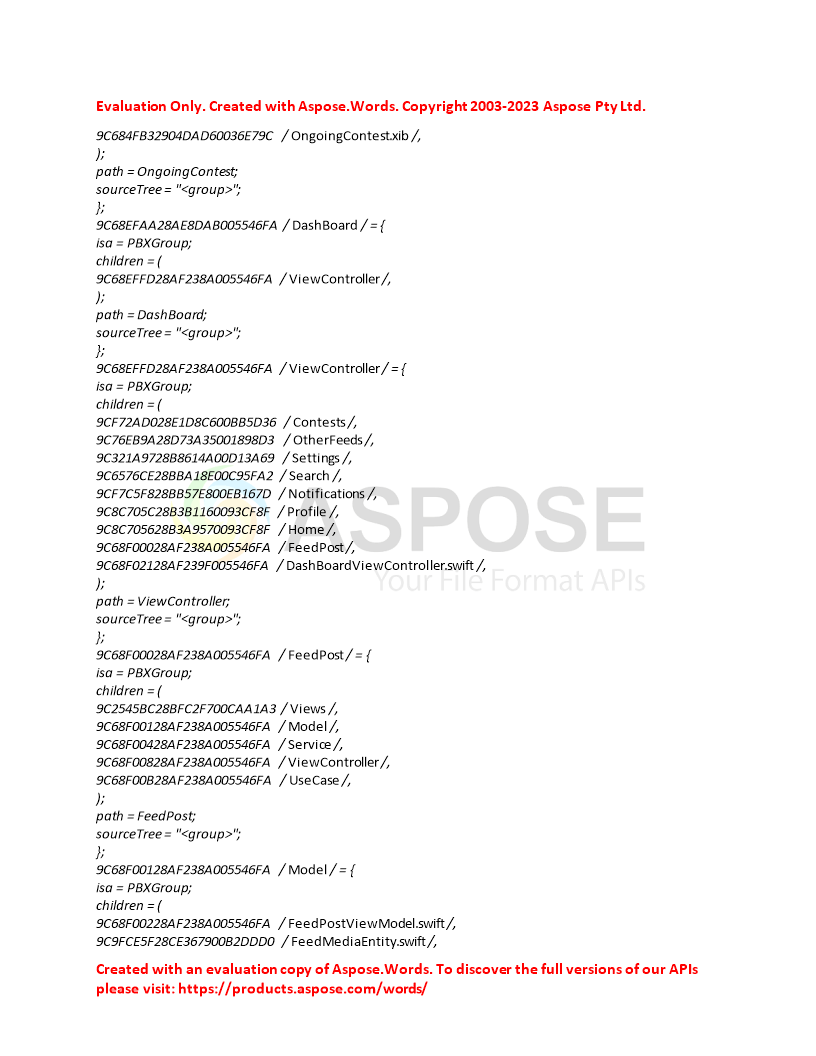 Evaluation Only. Created with Aspose.Words. Copyright 2003-2023 Aspose Pty Ltd.
9C684FB32904DAD60036E79C / OngoingContest.xib /,
);
path = OngoingContest;
sourceTree = "<group>";
};
9C68EFAA28AE8DAB005546FA / DashBoard / = {
isa = PBXGroup;
children = (
9C68EFFD28AF238A005546FA / ViewController /,
);
path = DashBoard;
sourceTree = "<group>";
};
9C68EFFD28AF238A005546FA / ViewController / = {
isa = PBXGroup;
children = (
9CF72AD028E1D8C600BB5D36 / Contests /,
9C76EB9A28D73A35001898D3 / OtherFeeds /,
9C321A9728B8614A00D13A69 / Settings /,
9C6576CE28BBA18E00C95FA2 / Search /,
9CF7C5F828BB57E800EB167D / Notifications /,
9C8C705C28B3B1160093CF8F / Profile /,
9C8C705628B3A9570093CF8F / Home /,
9C68F00028AF238A005546FA / FeedPost /,
9C68F02128AF239F005546FA / DashBoardViewController.swift /,
);
path = ViewController;
sourceTree = "<group>";
};
9C68F00028AF238A005546FA / FeedPost / = {
isa = PBXGroup;
children = (
9C2545BC28BFC2F700CAA1A3 / Views /,
9C68F00128AF238A005546FA / Model /,
9C68F00428AF238A005546FA / Service /,
9C68F00828AF238A005546FA / ViewController /,
9C68F00B28AF238A005546FA / UseCase /,
);
path = FeedPost;
sourceTree = "<group>";
};
9C68F00128AF238A005546FA / Model / = {
isa = PBXGroup;
children = (
9C68F00228AF238A005546FA / FeedPostViewModel.swift /,
9C9FCE5F28CE367900B2DDD0 / FeedMediaEntity.swift /,
Created with an evaluation copy of Aspose.Words. To discover the full versions of our APIs
please visit: https://products.aspose.com/words/
ASPOSE
Your File Format APIs